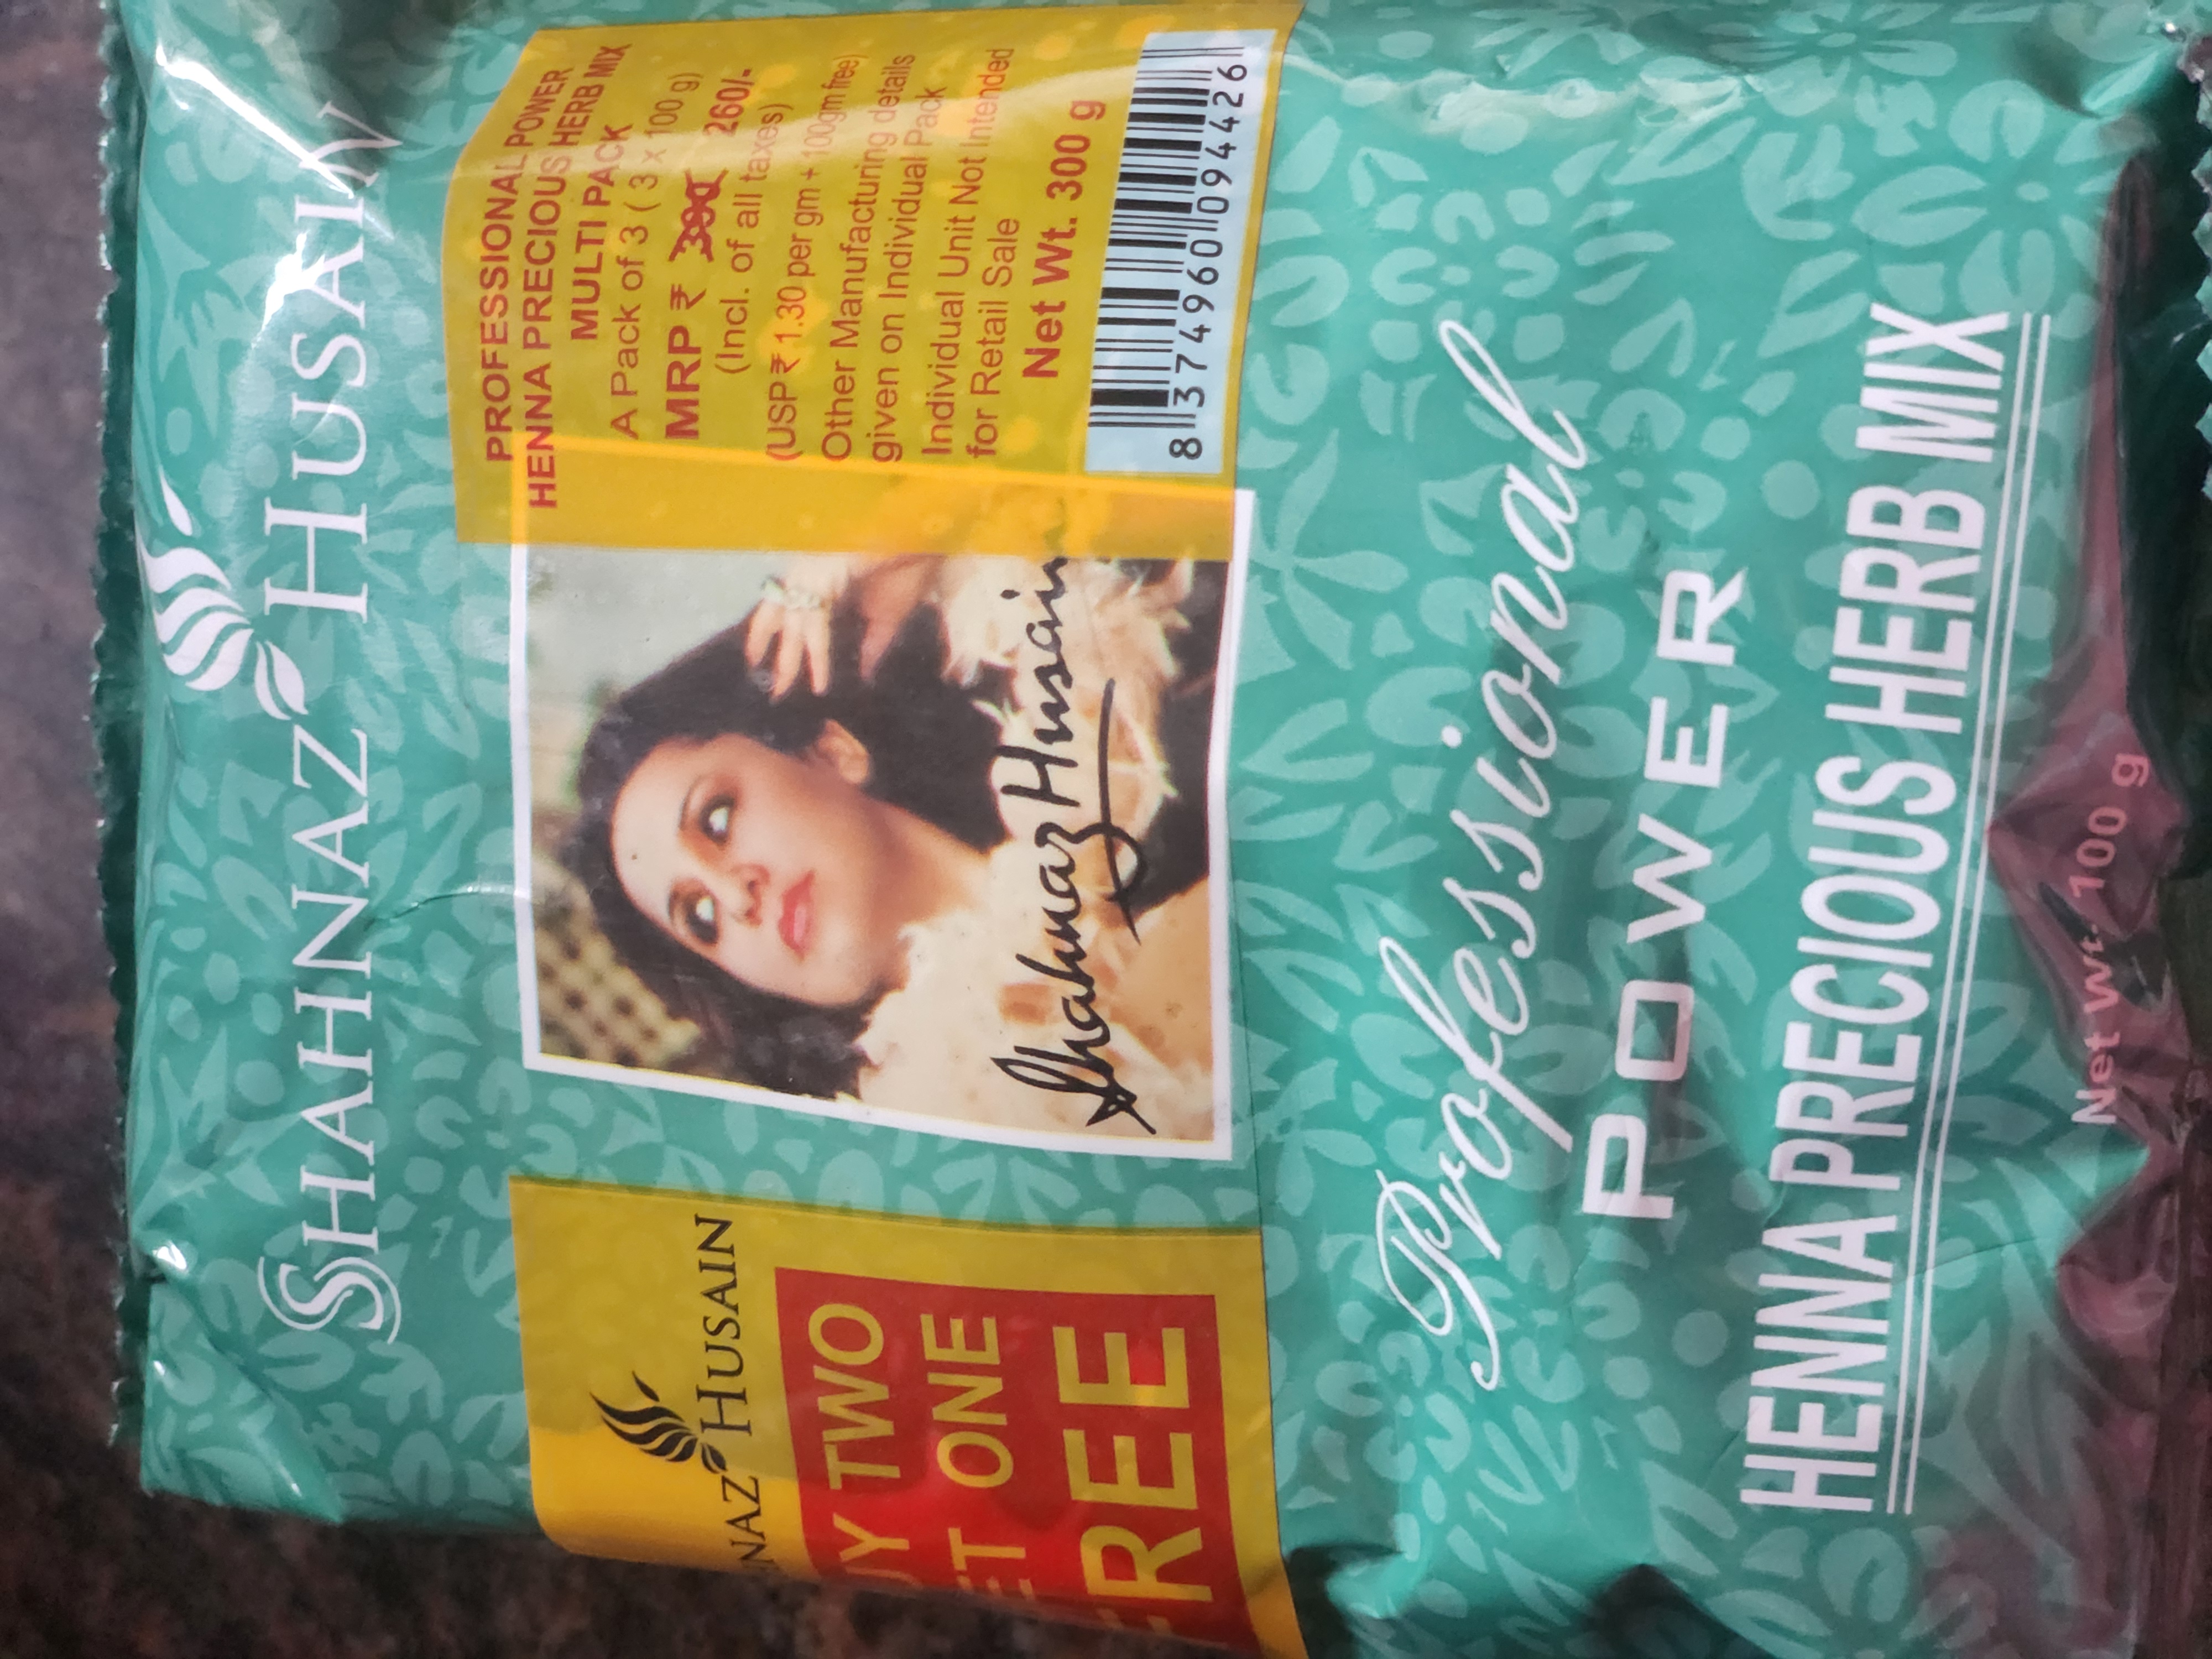 SHAHNAZ HUSAIN
PROFESSIONAL POWER
HENNA PRECIOUS HERB MIX
MULTI PACK
A Pack of 3 ( 3 x 100 g)
MRP ₹ 390 260/-
(Incl. of all taxes)
(USP ₹ 1.30 per gm + 100gm free)
Other Manufacturing details
given on Individual Pack
Individual Unit Not Intended
for Retail Sale
Net Wt. 300 g
8 374960 094426
Shahnaz Husain
NAZ HUSAIN
UY TWO
ET ONE
REE
Professional
POWER
HENNA PRECIOUS HERB MIX
Net Wt. 100 g